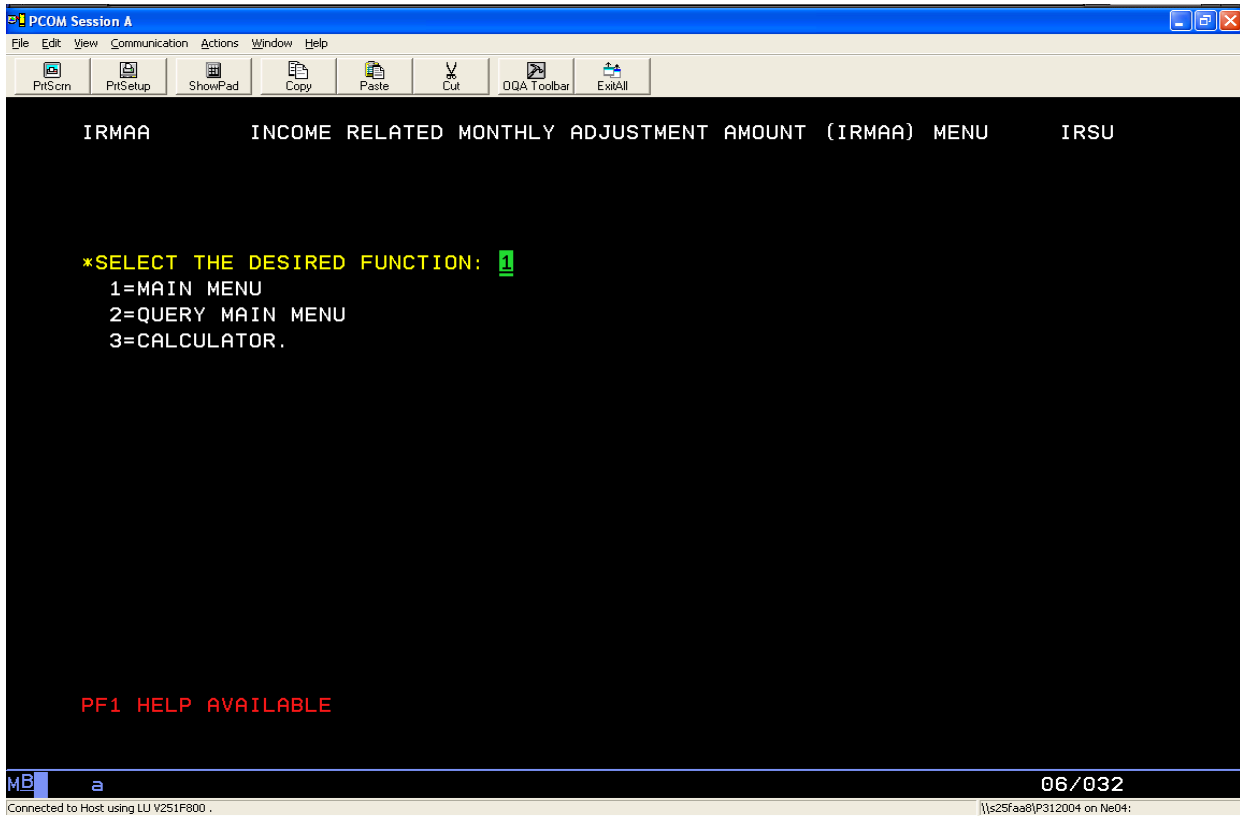 PCOM Session A
File Edit View Communication Actions Window Help
PrtScrn PrtSetup ShowPad Copy Paste Cut OQA Toolbar ExitAll
IRMAA INCOME RELATED MONTHLY ADJUSTMENT AMOUNT (IRMAA) MENU IRSU
*SELECT THE DESIRED FUNCTION: 1
1=MAIN MENU
2=QUERY MAIN MENU
3=CALCULATOR.
PF1 HELP AVAILABLE
MB a 06/032
Connected to Host using LU V251F800 . \\s25faa8\P312004 on Ne04: